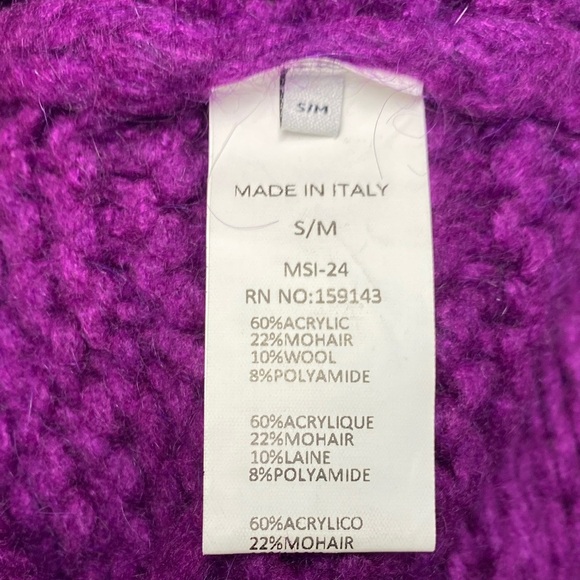 S/M
MADE IN ITALY
S/M
MSI-24
RN NO:159143
60%ACRYLIC
22%MOHAIR
10%WOOL
8%POLYAMIDE
60%ACRYLIQUE
22%MOHAIR
10%LAINE
8%POLYAMIDE
60%ACRYLICO
22%MOHAIR